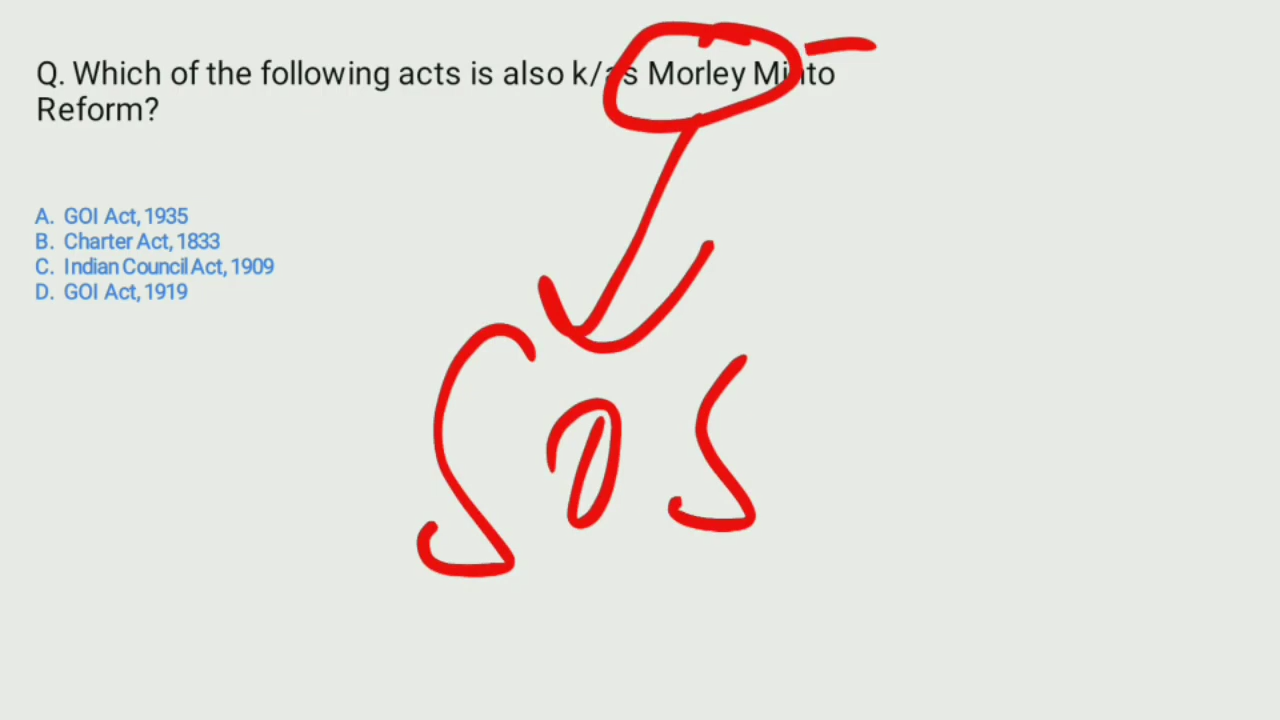 Q. Which of the following acts is also k/as Morley Minto
Reform?
A. GOI Act, 1935
B. Charter Act, 1833
C. Indian Council Act, 1909
D. GOI Act, 1919
SOS